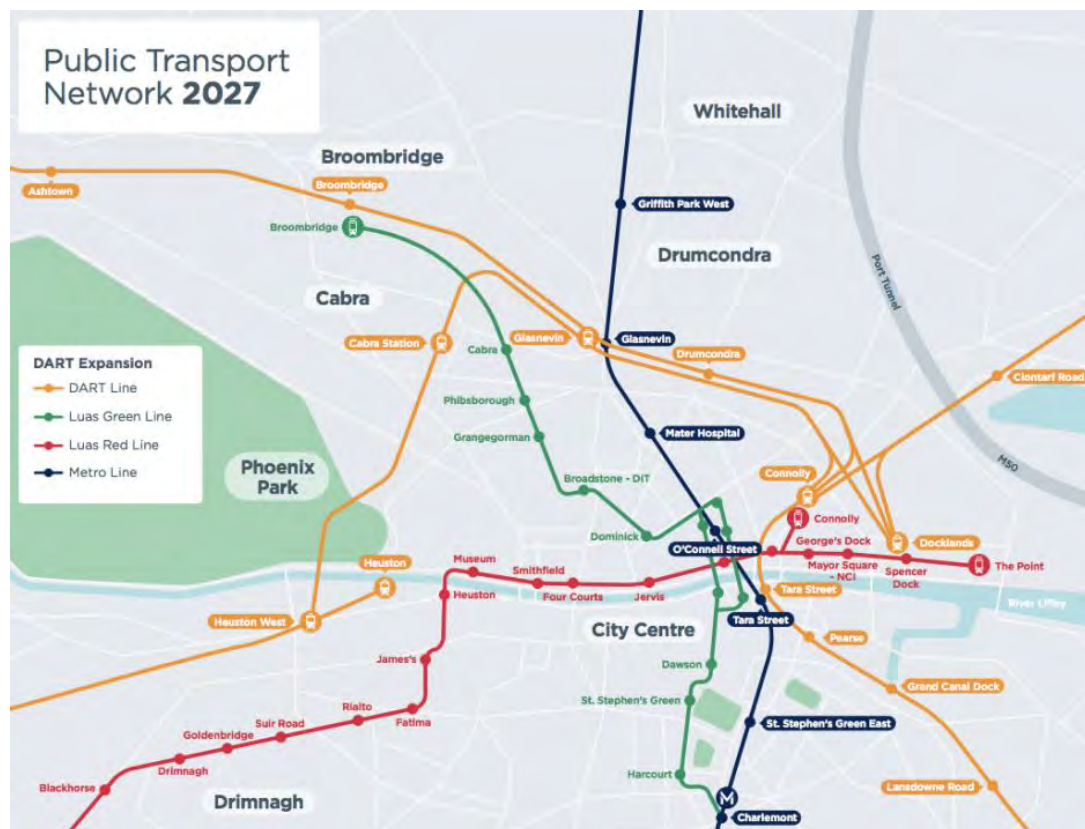 Public Transport
Network 2027
Whitehall
Broombridge
Broombridge
Ashtown
Griffith Park West
Broombridge
Drumcondra
Port Tunnel
Cabra
Cabra Station
Glasnevin
Glasnevin
Cabra
Drumcondra
DART Expansion
DART Line
Luas Green Line
Luas Red Line
Metro Line
Clontarf Road
Phibsborough
Grangegorman
Mater Hospital
M50
Phoenix
Park
Broadstone - DIT
Connolly
Connolly
Dominick
O'Connell Street
George's Dock
Docklands
Museum
Heuston
Smithfield
Mayor Square
- NCI
Spencer
Dock
The Point
Heuston
Four Courts
Jervis
Tara Street
River Liffey
Heuston West
City Centre
Tara Street
Pearse
James's
Dawson
Grand Canal Dock
St. Stephen's Green
Rialto
Fatima
St. Stephen's Green East
Suir Road
Goldenbridge
Drimnagh
Harcourt
Blackhorse
Lansdowne Road
Drimnagh
M
Charlemont